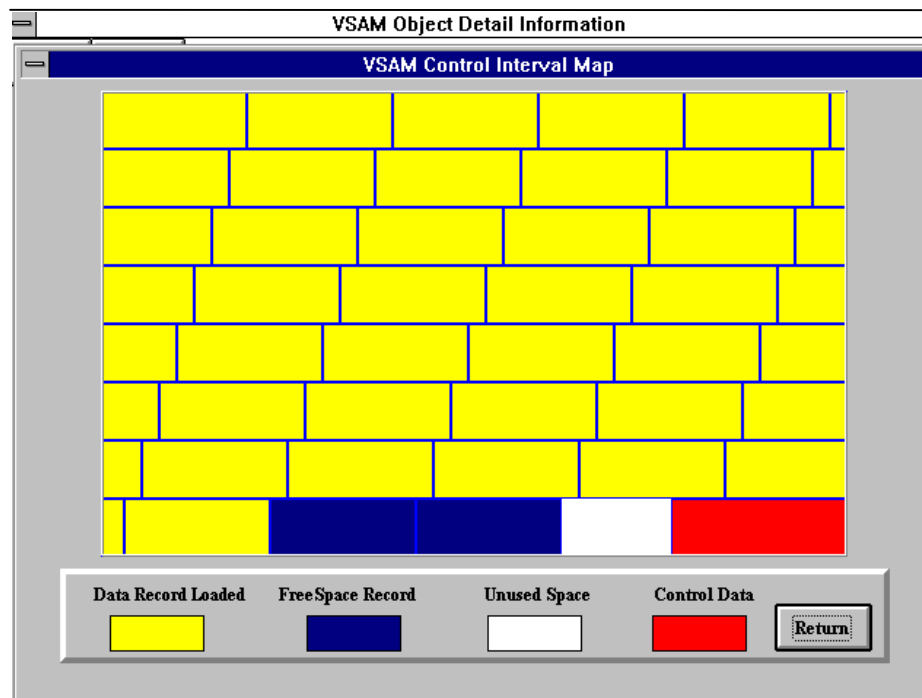 VSAM Object Detail Information
VSAM Control Interval Map
Data Record Loaded FreeSpace Record Unused Space Control Data
Return